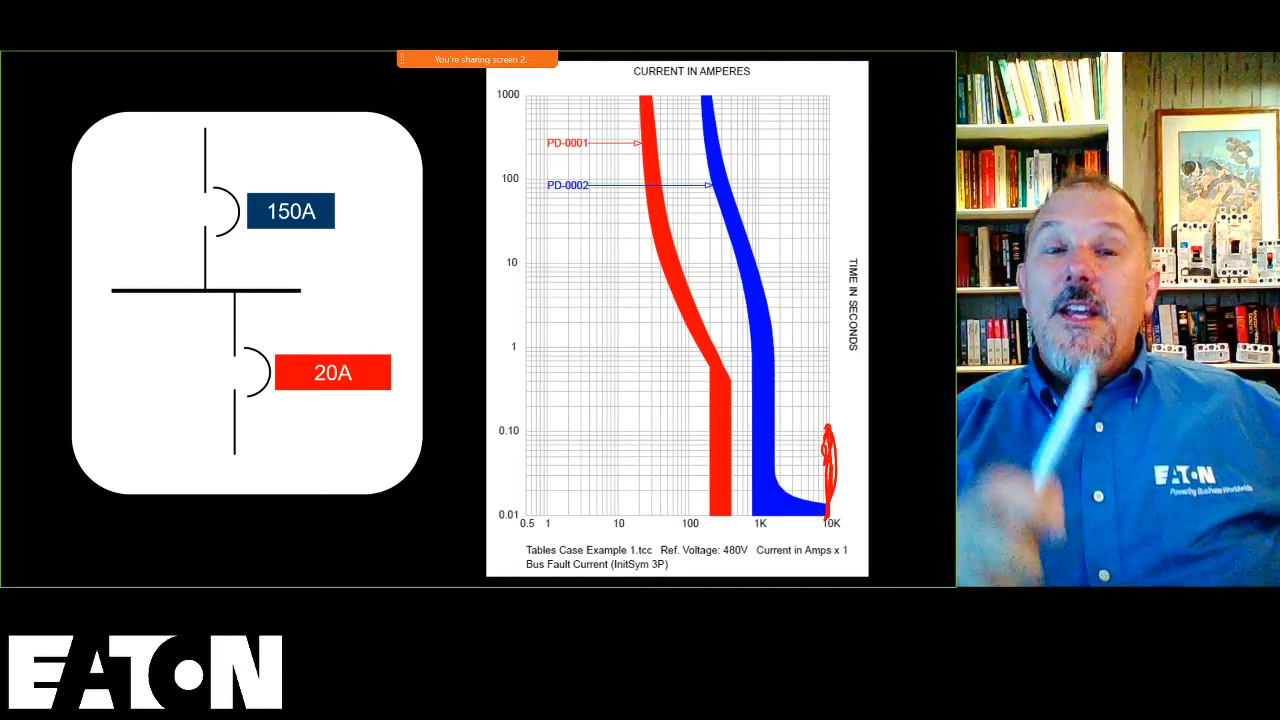 You're sharing screen 2.
CURRENT IN AMPERES
1000
PD-0001
100
PD-0002
10
1
0.10
0.01
0.5 1 10 100 1K 10K
TIME IN SECONDS
Tables Case Example 1.tcc Ref. Voltage: 480V Current in Amps x 1
Bus Fault Current (InitSym 3P)
150A
20A
EATON
Powering Business Worldwide
EATON